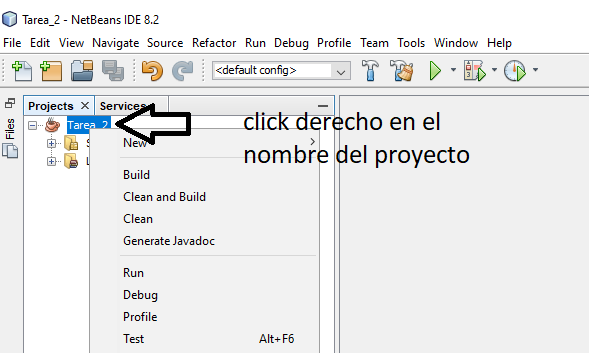 Tarea_2 - NetBeans IDE 8.2
File Edit View Navigate Source Refactor Run Debug Profile Team Tools Window Help
<default config>
Projects Services
Files
Tarea_2
click derecho en el
nombre del proyecto
S
L
New
Build
Clean and Build
Clean
Generate Javadoc
Run
Debug
Profile
Test Alt+F6